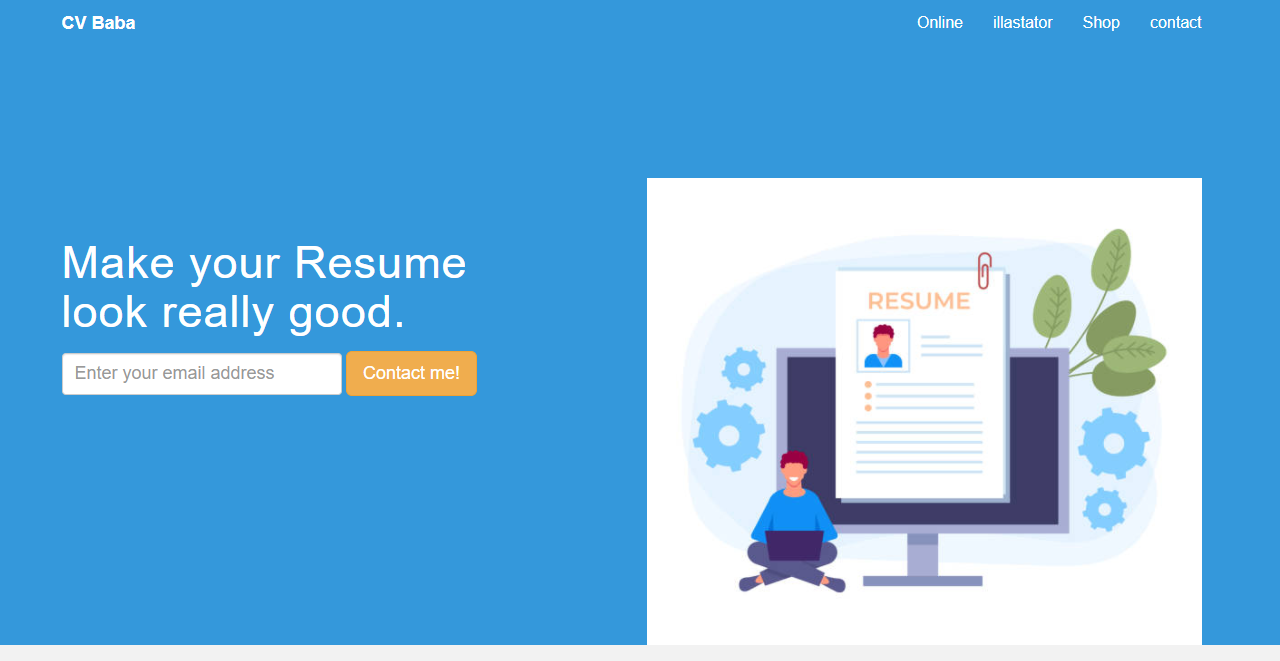 CV Baba
Online illastator Shop contact
Make your Resume
look really good.
Enter your email address Contact me!
RESUME